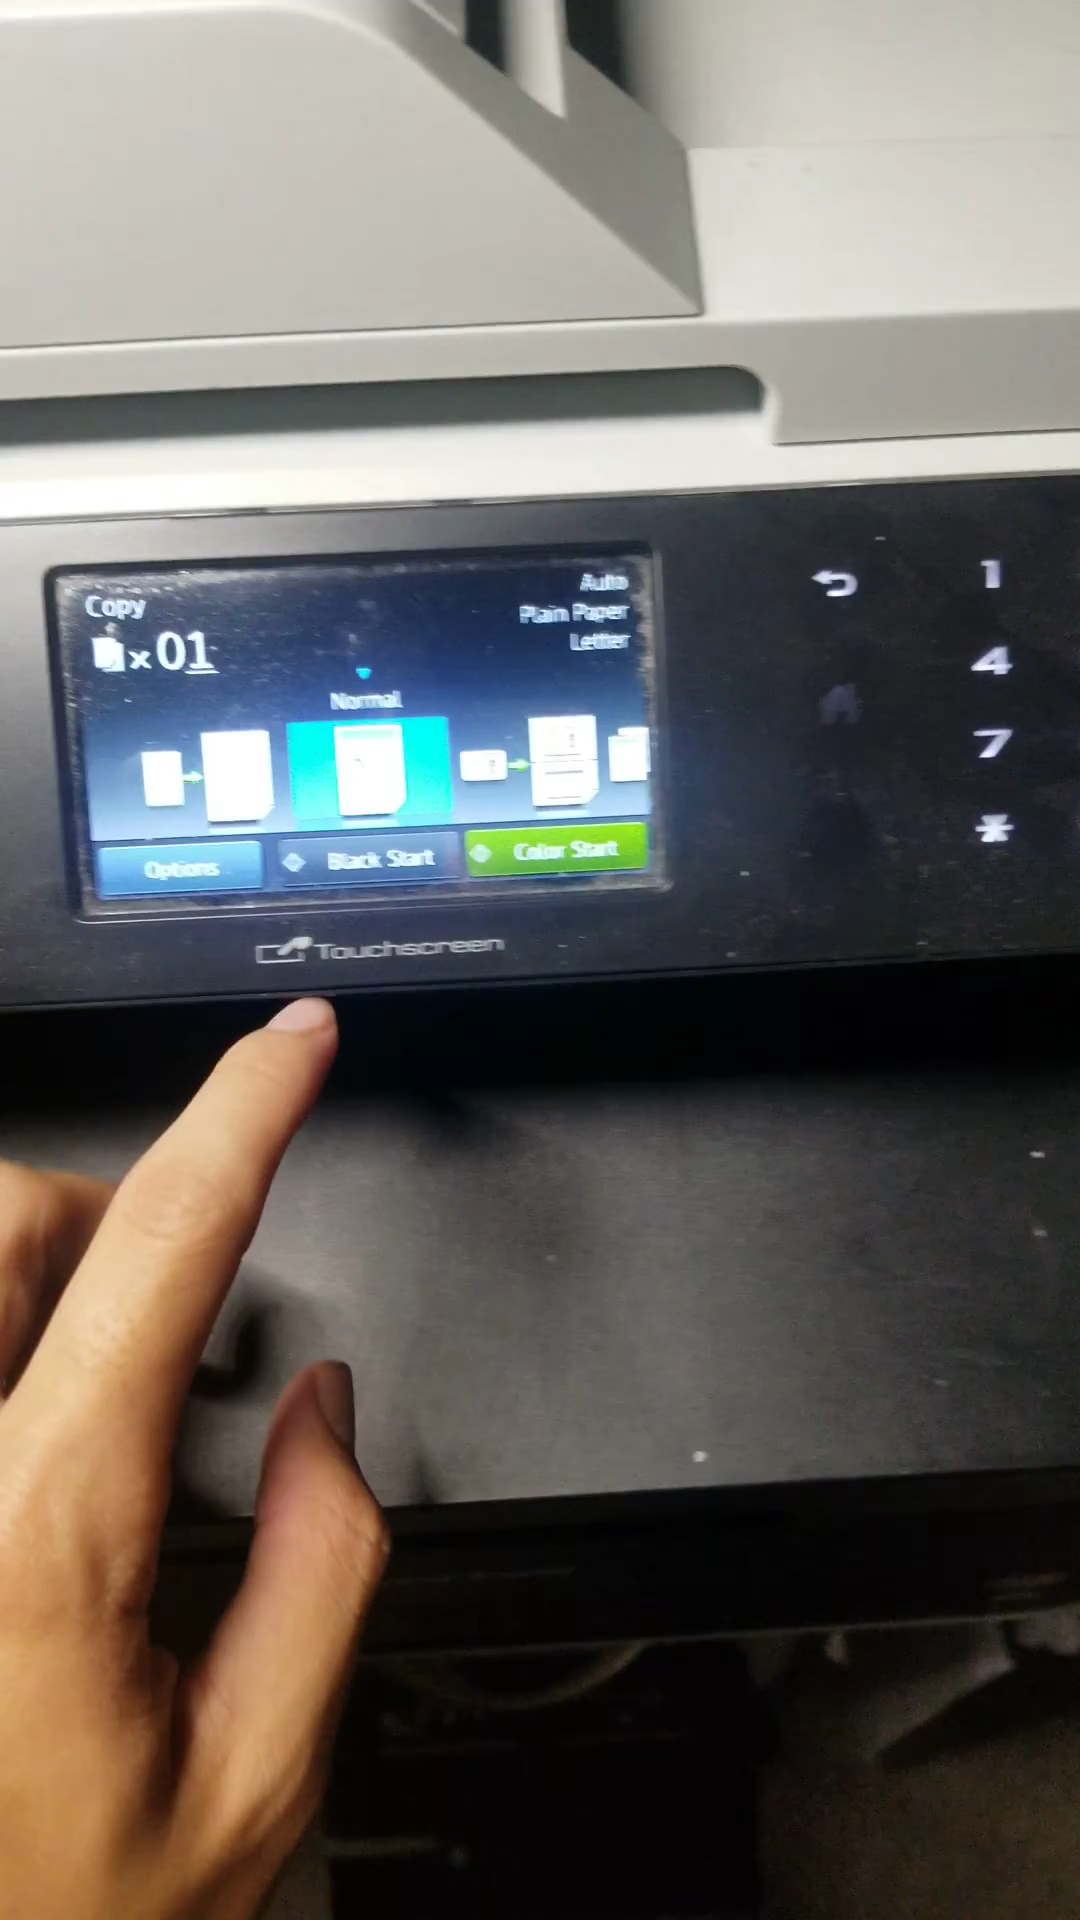 Copy
x 01
Auto
Plain Paper
Letter
Normal
Options
Black Start
Color Start
Touchscreen
1
4
7
*